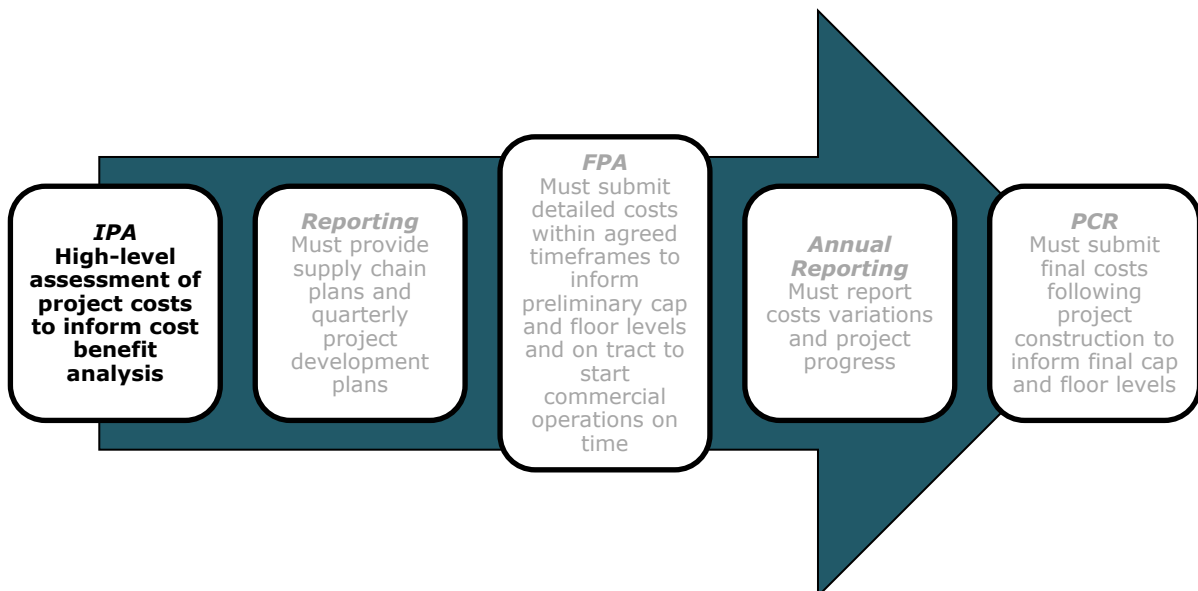 IPA
High-level
assessment of
project costs
to inform cost
benefit
analysis
Reporting
Must provide
supply chain
plans and
quarterly
project
development
plans
FPA
Must submit
detailed costs
within agreed
timeframes to
inform
preliminary cap
and floor levels
and on tract to
start
commercial
operations on
time
Annual
Reporting
Must report
costs variations
and project
progress
PCR
Must submit
final costs
following
project
construction to
inform final cap
and floor levels